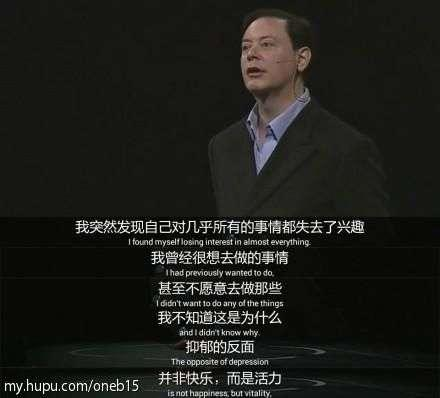 我突然发现自己对几乎所有的事情都失去了兴趣
I found myself losing interest in almost everything.
我曾经很想去做的事情
I had previously wanted to do,
甚至不愿意去做那些
I didn't want to do any of the things
我不知道这是为什么
and I didn't know why.
抑郁的反面
The opposite of depression
并非快乐，而是活力
is not happiness, but vitality,
my.hupu.com/oneb15